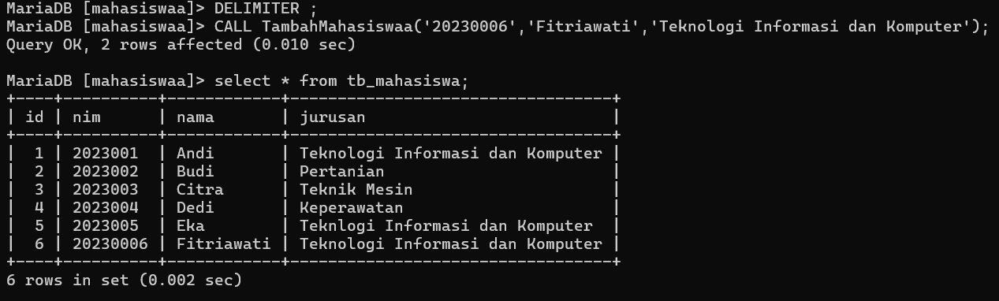 MariaDB [mahasiswaa]> DELIMITER ;
MariaDB [mahasiswaa]> CALL TambahMahasiswaa('20230006','Fitriawati','Teknologi Informasi dan Komputer');
Query OK, 2 rows affected (0.010 sec)
MariaDB [mahasiswaa]> select * from tb_mahasiswa;
+----+----------+------------+----------------------------------+
| id | nim      | nama       | jurusan                          |
+----+----------+------------+----------------------------------+
|  1 | 2023001  | Andi       | Teknologi Informasi dan Komputer |
|  2 | 2023002  | Budi       | Pertanian                        |
|  3 | 2023003  | Citra      | Teknik Mesin                     |
|  4 | 2023004  | Dedi       | Keperawatan                      |
|  5 | 2023005  | Eka        | Teknlogi Informasi dan Komputer  |
|  6 | 20230006 | Fitriawati | Teknologi Informasi dan Komputer |
+----+----------+------------+----------------------------------+
6 rows in set (0.002 sec)